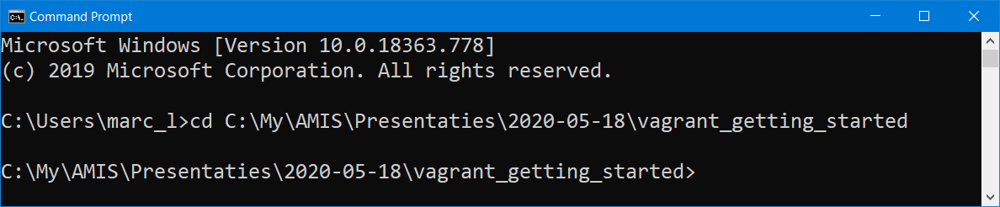 Command Prompt
Microsoft Windows [Version 10.0.18363.778]
(c) 2019 Microsoft Corporation. All rights reserved.
C:\Users\marc_l>cd C:\My\AMIS\Presentaties\2020-05-18\vagrant_getting_started
C:\My\AMIS\Presentaties\2020-05-18\vagrant_getting_started>